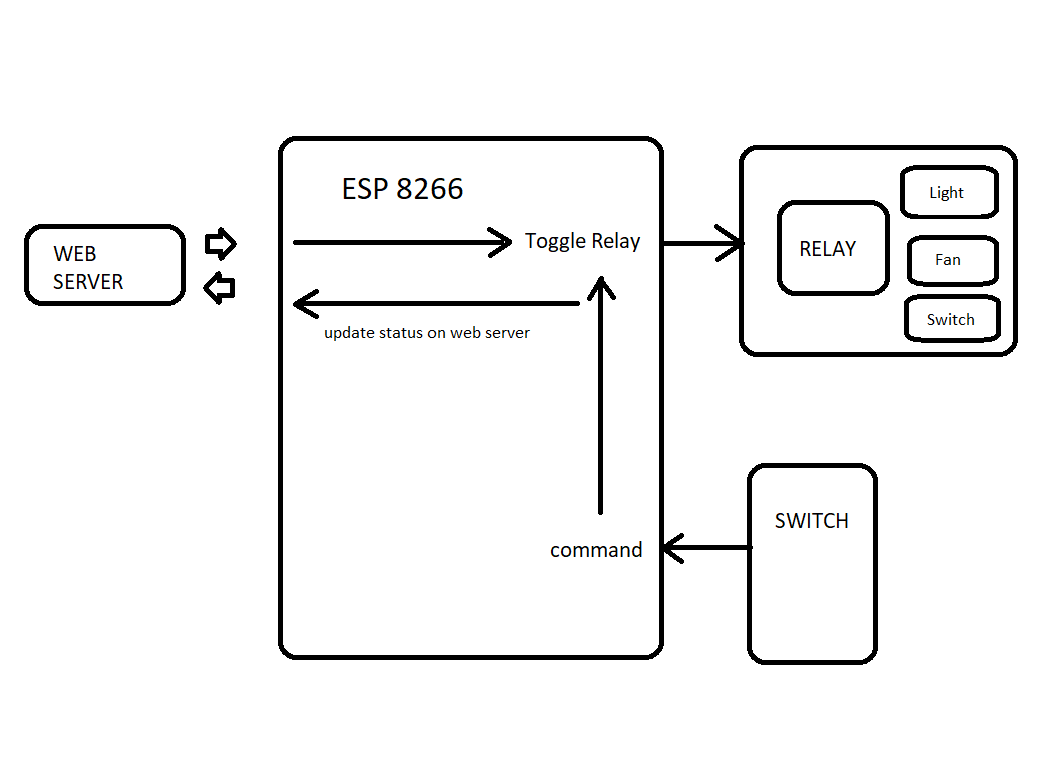 ESP 8266
WEB
SERVER
Toggle Relay
update status on web server
command
RELAY
Light
Fan
Switch
SWITCH